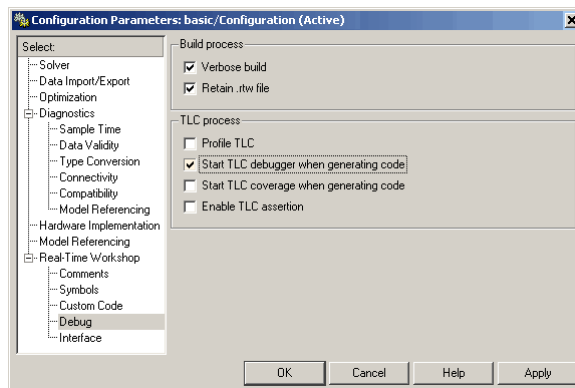 Configuration Parameters: basic/Configuration (Active)
Select:
Solver
Data Import/Export
Optimization
Diagnostics
Sample Time
Data Validity
Type Conversion
Connectivity
Compatibility
Model Referencing
Hardware Implementation
Model Referencing
Real-Time Workshop
Comments
Symbols
Custom Code
Debug
Interface
Build process
Verbose build
Retain .rtw file
TLC process
Profile TLC
Start TLC debugger when generating code
Start TLC coverage when generating code
Enable TLC assertion
OK
Cancel
Help
Apply